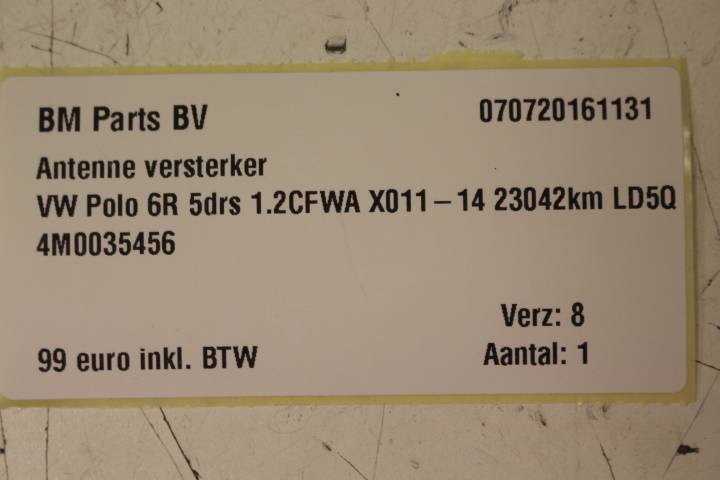 BM Parts BV 070720161131
Antenne versterker
VW Polo 6R 5drs 1.2CFWA X011-14 23042km LD5Q
4M0035456
Verz: 8
99 euro inkl. BTW Aantal: 1